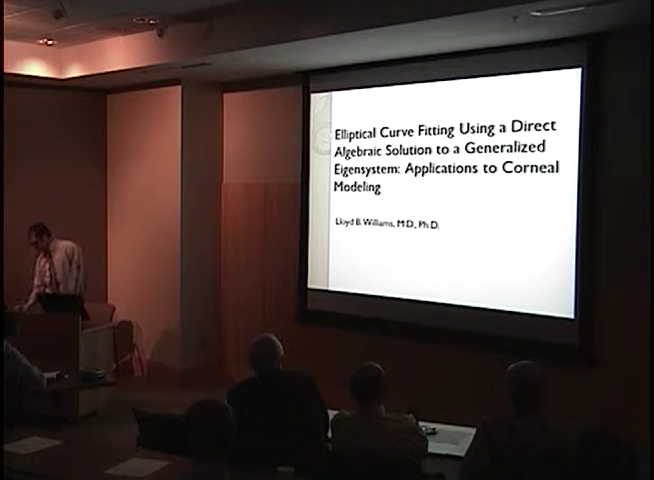 Elliptical Curve Fitting Using a Direct
Algebraic Solution to a Generalized
Eigensystem: Applications to Corneal
Modeling
Lloyd B. Williams, M.D., Ph.D.